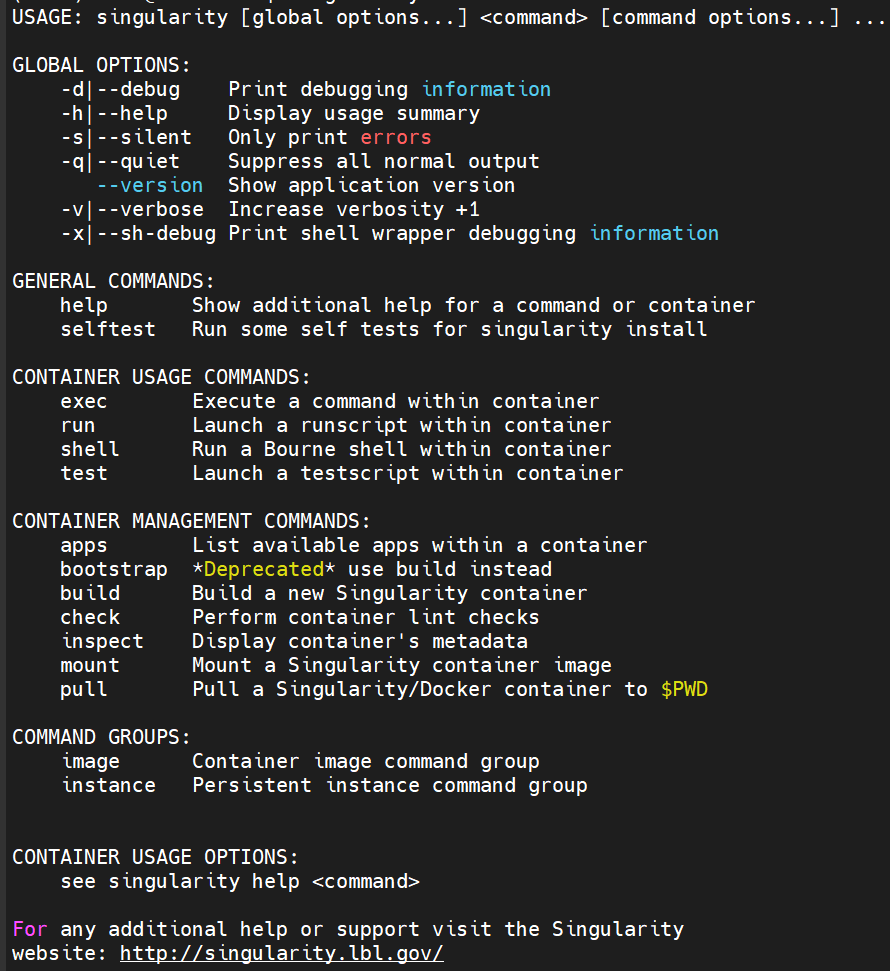 USAGE: singularity [global options...] <command> [command options...] ...
GLOBAL OPTIONS:
-d|--debug Print debugging information
-h|--help Display usage summary
-s|--silent Only print errors
-q|--quiet Suppress all normal output
--version Show application version
-v|--verbose Increase verbosity +1
-x|--sh-debug Print shell wrapper debugging information
GENERAL COMMANDS:
help Show additional help for a command or container
selftest Run some self tests for singularity install
CONTAINER USAGE COMMANDS:
exec Execute a command within container
run Launch a runscript within container
shell Run a Bourne shell within container
test Launch a testscript within container
CONTAINER MANAGEMENT COMMANDS:
apps List available apps within a container
bootstrap *Deprecated* use build instead
build Build a new Singularity container
check Perform container lint checks
inspect Display container's metadata
mount Mount a Singularity container image
pull Pull a Singularity/Docker container to $PWD
COMMAND GROUPS:
image Container image command group
instance Persistent instance command group
CONTAINER USAGE OPTIONS:
see singularity help <command>
For any additional help or support visit the Singularity
website: http://singularity.lbl.gov/